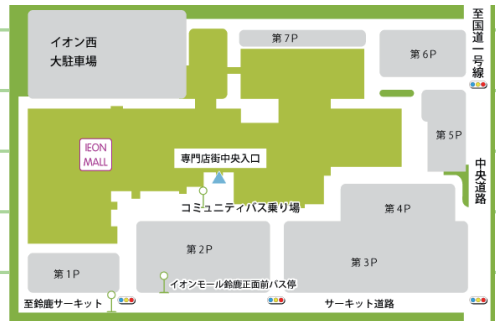 イオン西
大駐車場
第7P
第6P
至国道一号線
IEON
MALL
専門店街中央入口
第5P
中央道路
コミュニティバス乗り場
第4P
第2P
第3P
第1P
イオンモール鈴鹿正面前バス停
至鈴鹿サーキット
サーキット道路